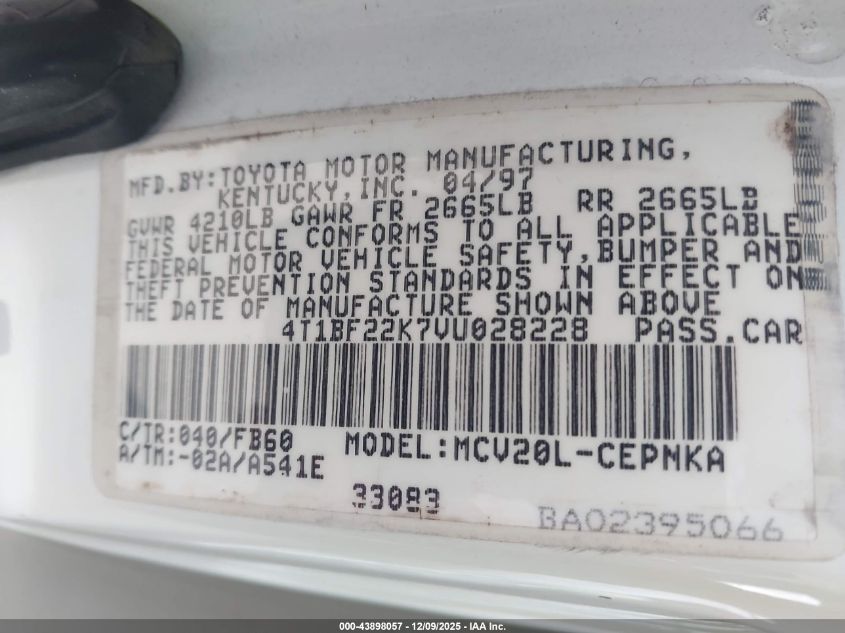 MFD.BY:TOYOTA MOTOR MANUFACTURING,
KENTUCKY,INC. 04/97
GVWR 4210LB GAWR FR 2665LB RR 2665LB
THIS VEHICLE CONFORMS TO ALL APPLICABLE
FEDERAL MOTOR VEHICLE SAFETY,BUMPER AND
THEFT PREVENTION STANDARDS IN EFFECT ON
THE DATE OF MANUFACTURE SHOWN ABOVE
4T1BF22K7VU028228 PASS.CAR
C/TR:040/FB60 MODEL:MCV20L-CEPNKA
A/TM:-02A/A541E
33083
BA02395066
000-43898057 - 12/09/2025 - IAA Inc.